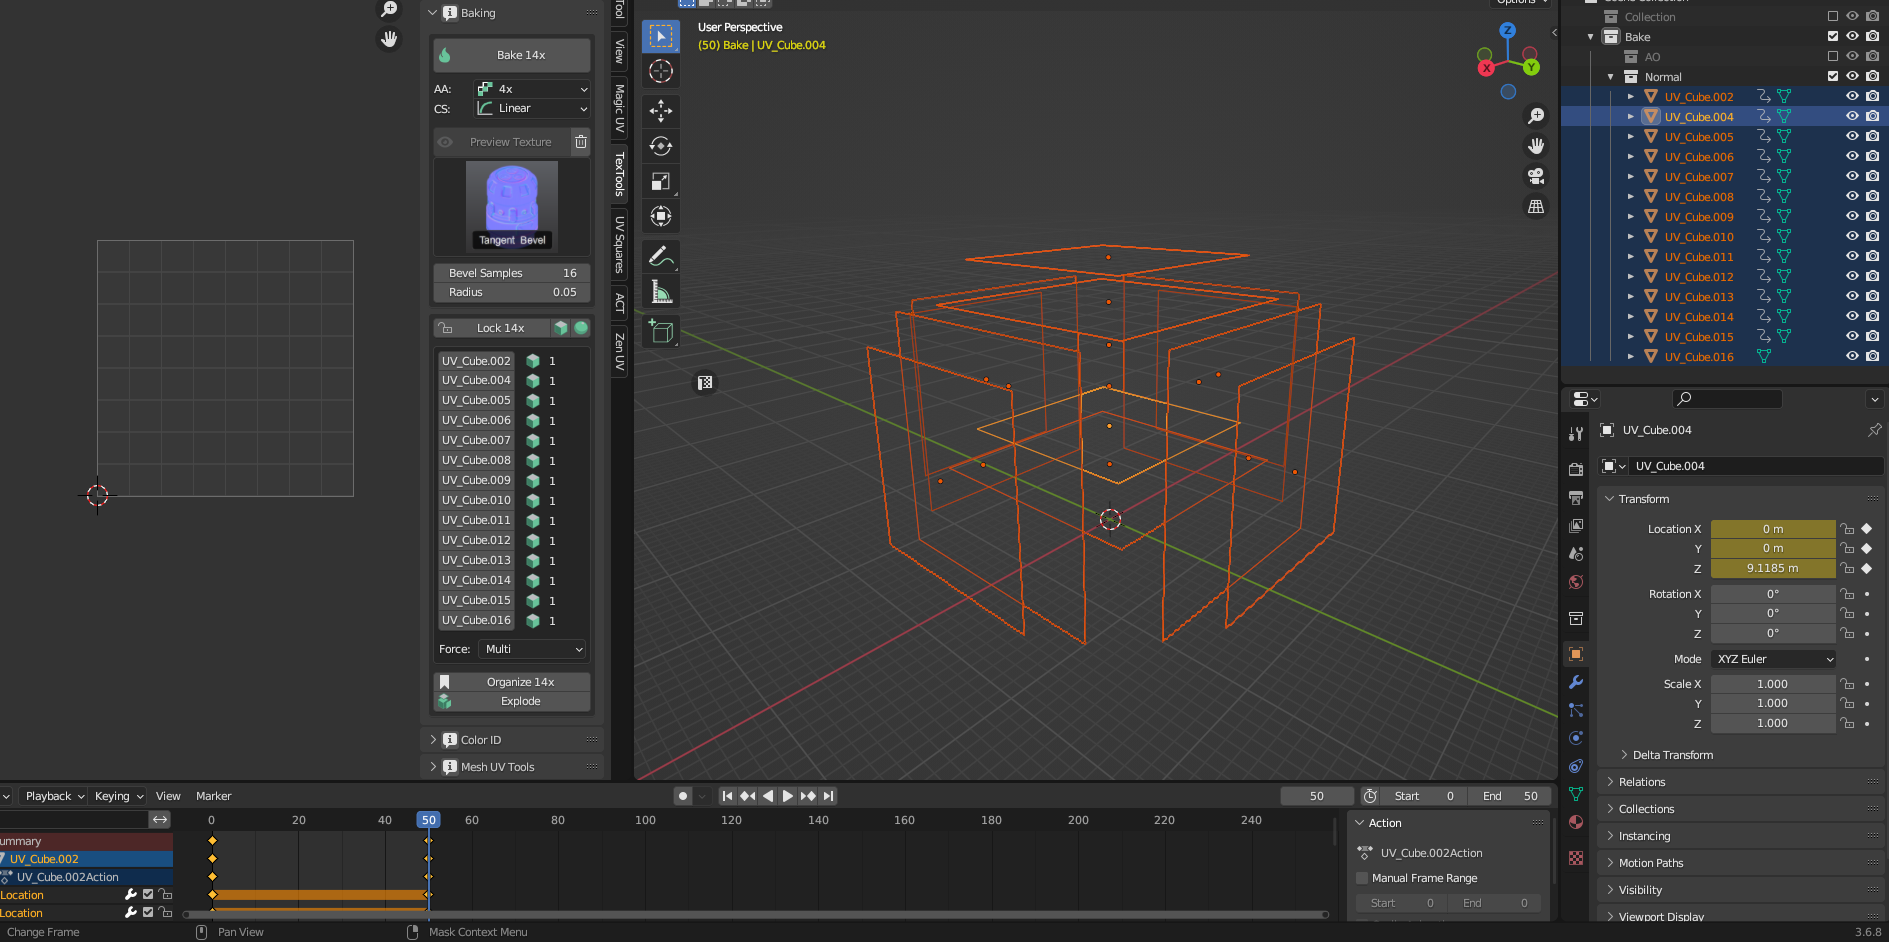 Baking
Bake 14x
AA:
4x
CS:
Linear
Preview Texture
Tangent Bevel
Bevel Samples 16
Radius 0.05
Lock 14x
UV_Cube.002 1
UV_Cube.004 1
UV_Cube.005 1
UV_Cube.006 1
UV_Cube.007 1
UV_Cube.008 1
UV_Cube.009 1
UV_Cube.010 1
UV_Cube.011 1
UV_Cube.012 1
UV_Cube.013 1
UV_Cube.014 1
UV_Cube.015 1
UV_Cube.016 1
Force: Multi
Organize 14x
Explode
Color ID
Mesh UV Tools
Tool
View
Magic UV
TexTools
UV Squares
ACT
Zen UV
User Perspective
(50) Bake | UV_Cube.004
Options
Z
X
Y
Scene Collection
Collection
Bake
AO
Normal
UV_Cube.002
UV_Cube.004
UV_Cube.005
UV_Cube.006
UV_Cube.007
UV_Cube.008
UV_Cube.009
UV_Cube.010
UV_Cube.011
UV_Cube.012
UV_Cube.013
UV_Cube.014
UV_Cube.015
UV_Cube.016
UV_Cube.004
UV_Cube.004
Transform
Location X 0 m
Y 0 m
Z 9.1185 m
Rotation X 0°
Y 0°
Z 0°
Mode XYZ Euler
Scale X 1.000
Y 1.000
Z 1.000
Delta Transform
Relations
Collections
Instancing
Motion Paths
Visibility
Viewport Display
Playback Keying View Marker
50 Start 0 End 50
0 20 40 50 60 80 100 120 140 160 180 200 220 240
ummary
UV_Cube.002
UV_Cube.002Action
Location
Location
Action
UV_Cube.002Action
Manual Frame Range
Start 0 End 0
Change Frame Pan View Mask Context Menu 3.6.8